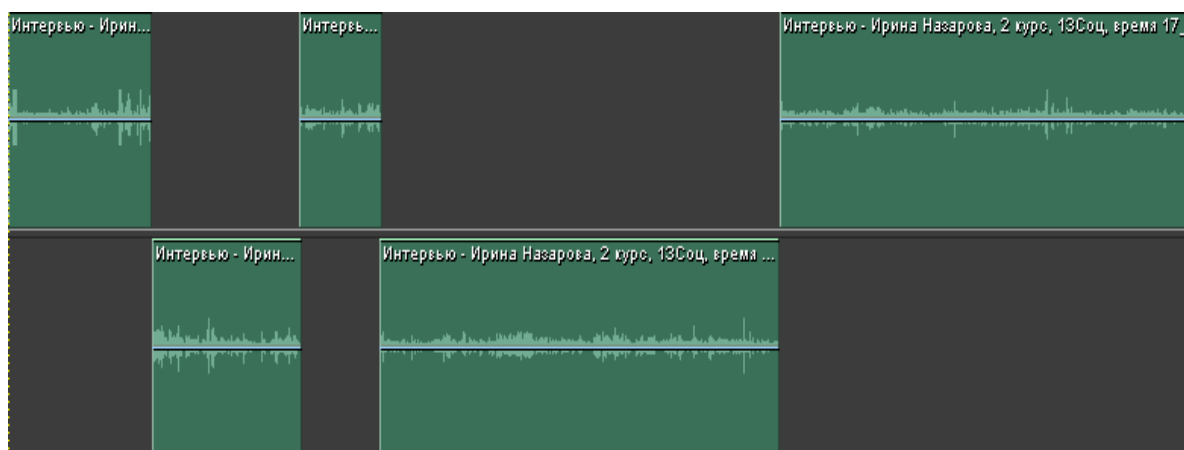 Интервью - Ирин...
Интервь...
Интервью - Ирина Назарова, 2 курс, 13Соц, время 17_
Интервью - Ирин...
Интервью - Ирина Назарова, 2 курс, 13Соц, время ...